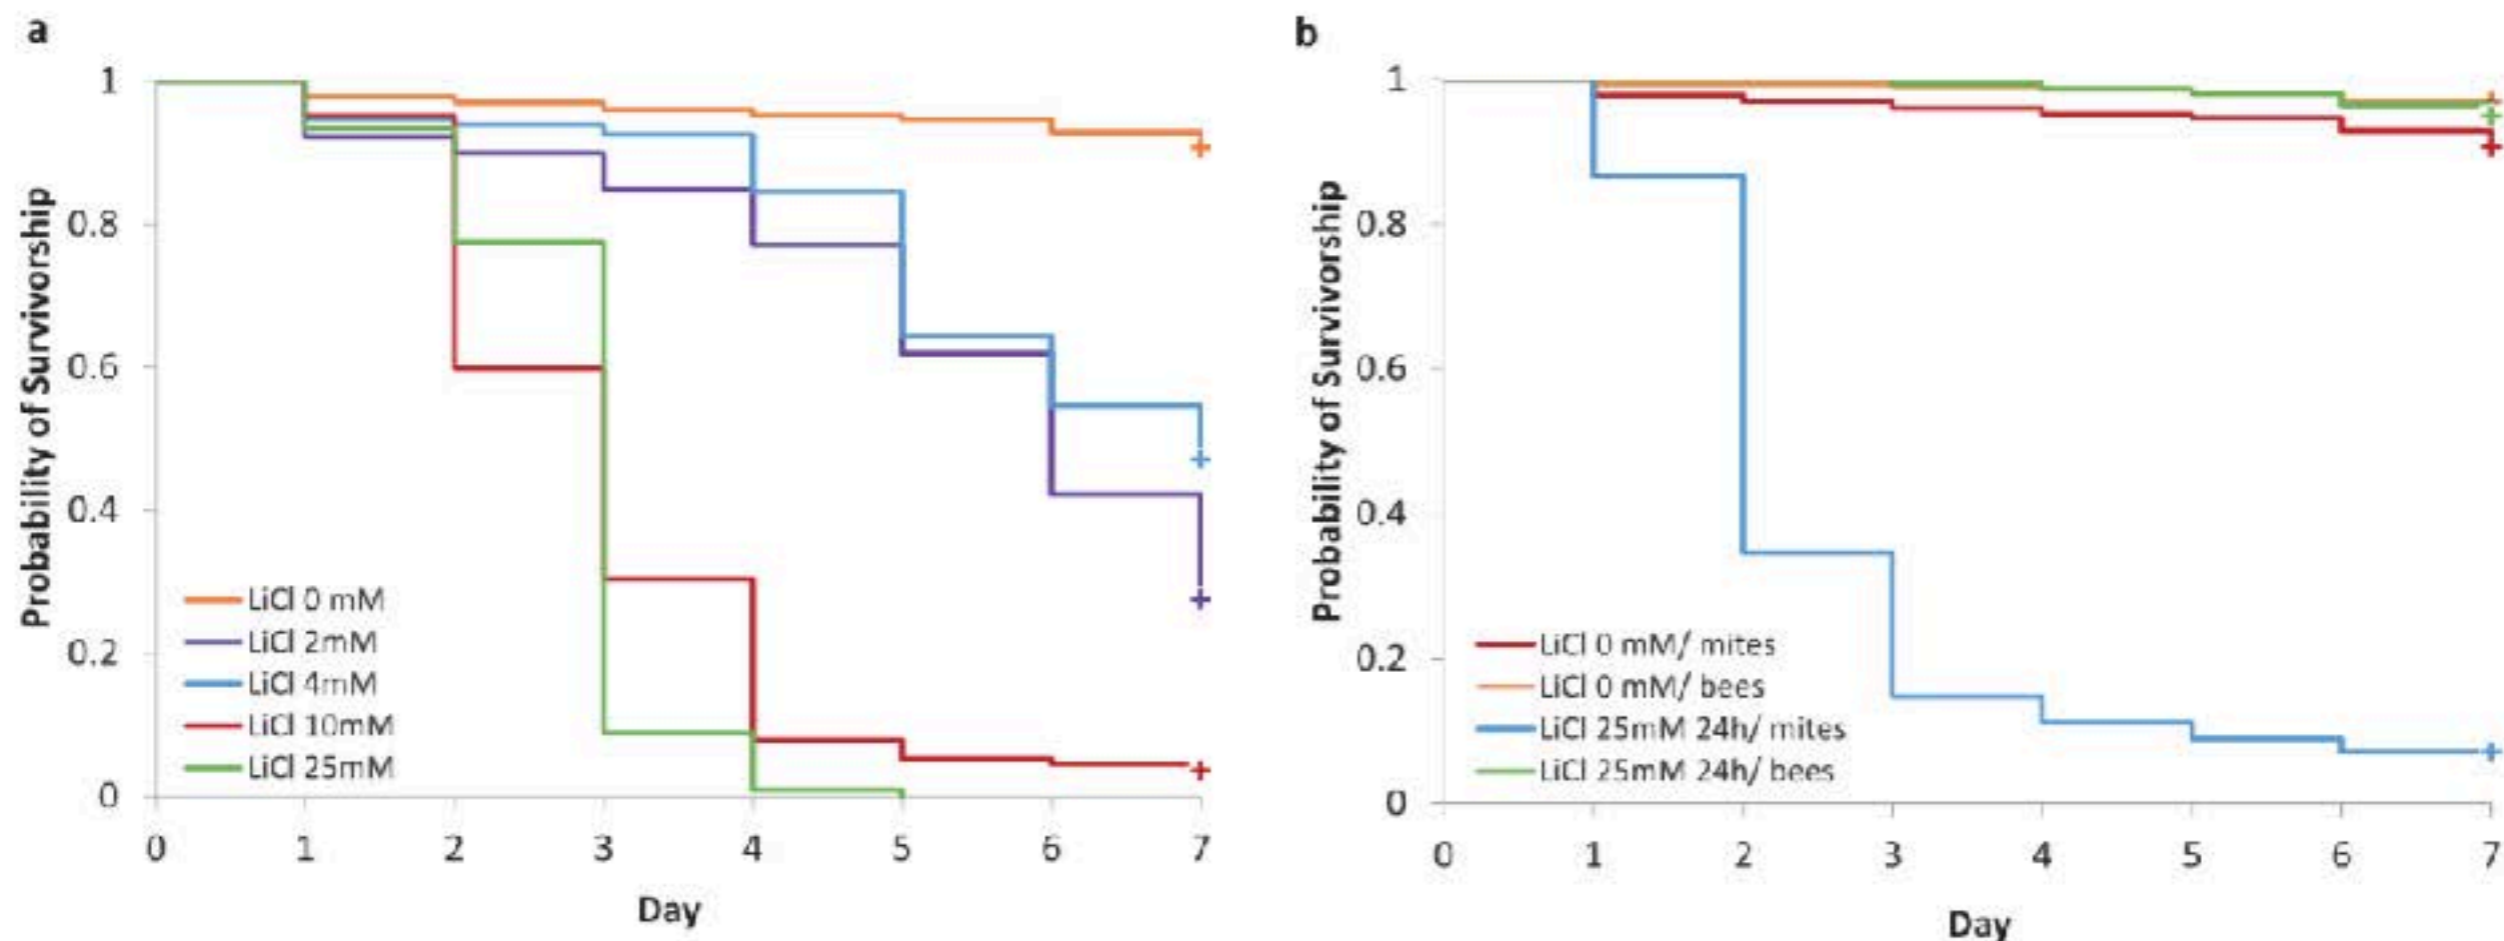 a
Probability of Survivorship
1
0.8
0.6
0.4
0.2
0
LiCl 0 mM
LiCl 2mM
LiCl 4mM
LiCl 10mM
LiCl 25mM
0 1 2 3 4 5 6 7
Day
b
Probability of Survivorship
1
0.8
0.6
0.4
0.2
0
LiCl 0 mM/ mites
LiCl 0 mM/ bees
LiCl 25mM 24h/ mites
LiCl 25mM 24h/ bees
0 1 2 3 4 5 6 7
Day